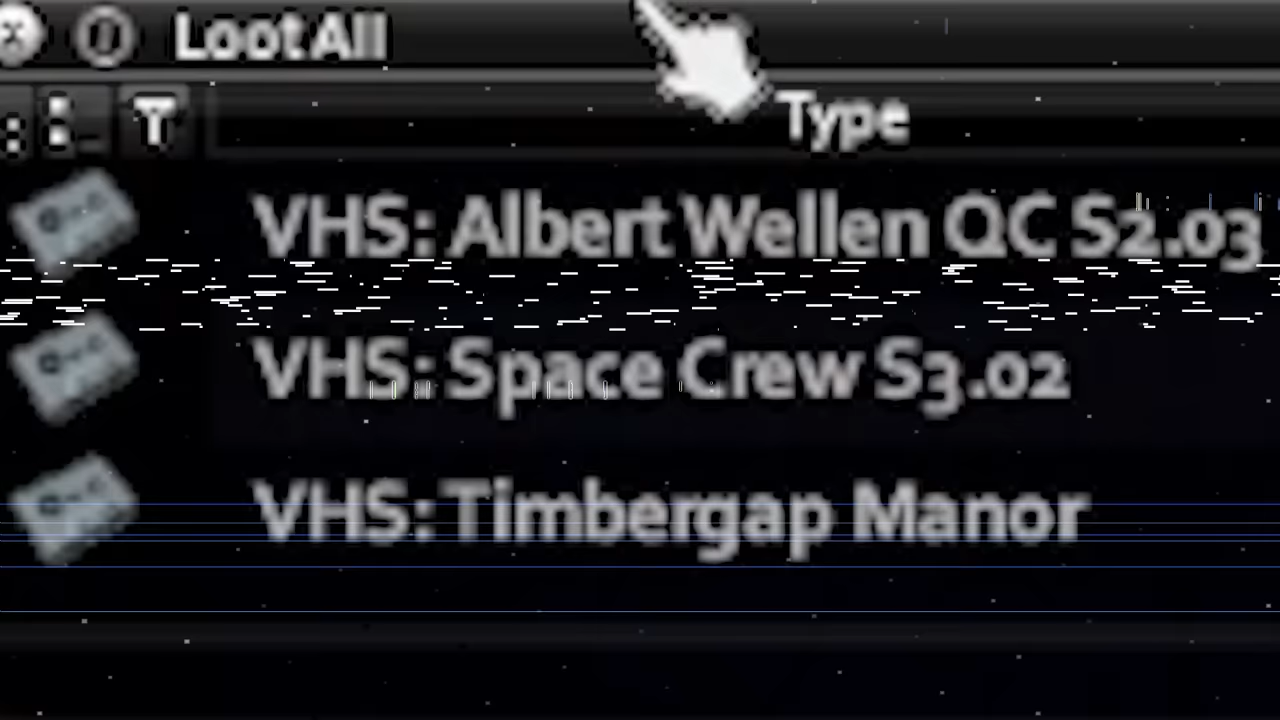 Loot All
Type
VHS: Albert Wellen QC S2.03
VHS: Space Crew S3.02
VHS: Timbergap Manor